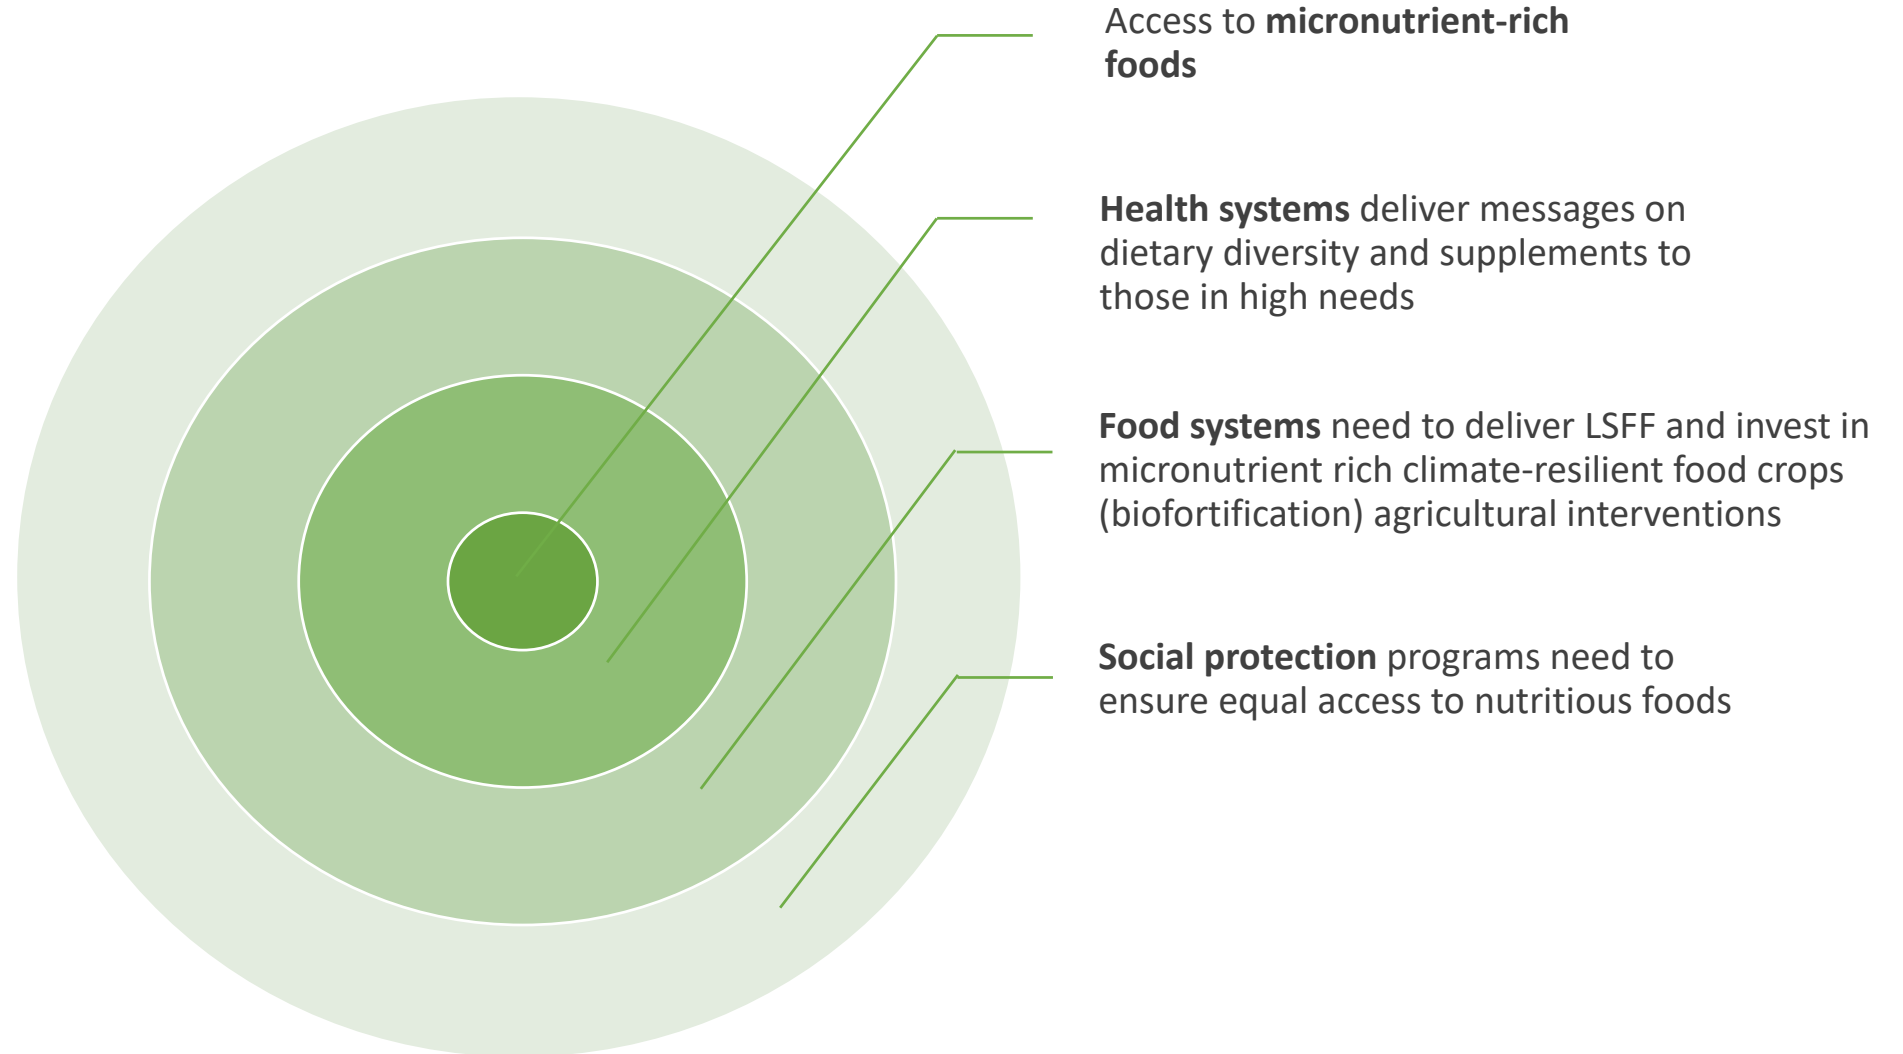 Access to micronutrient-rich
foods
Health systems deliver messages on
dietary diversity and supplements to
those in high needs
Food systems need to deliver LSFF and invest in
micronutrient rich climate-resilient food crops
(biofortification) agricultural interventions
Social protection programs need to
ensure equal access to nutritious foods